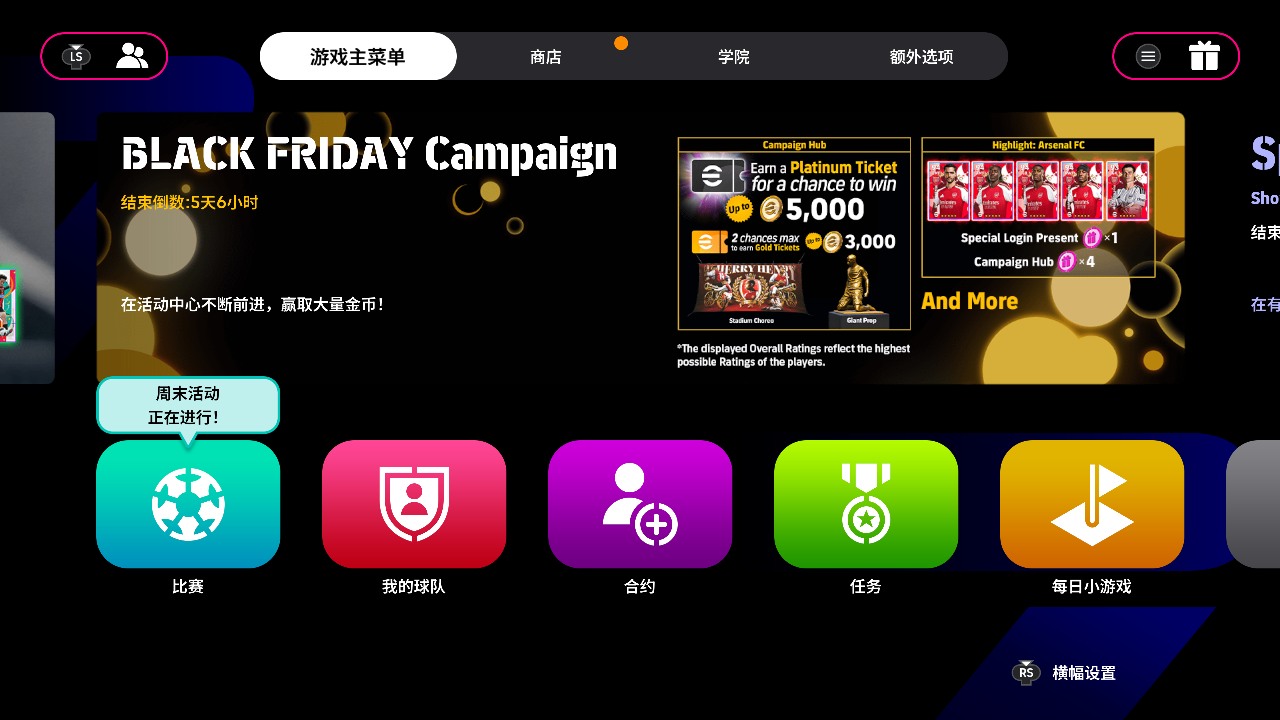 LS
游戏主菜单
商店
学院
额外选项
BLACK FRIDAY Campaign
结束倒数:5天6小时
在活动中心不断前进，赢取大量金币！
Campaign Hub
Earn a Platinum Ticket
for a chance to win
Up to 5,000
2 chances max
to earn Gold Tickets
Up to 3,000
THIERRY HENRY
Stadium Choreo
Giant Prop
*The displayed Overall Ratings reflect the highest
possible Ratings of the players.
Highlight: Arsenal FC
Special Login Present ×1
Campaign Hub ×4
And More
Sp
Sho
结束
在有
周末活动
正在进行！
比赛
我的球队
合约
任务
每日小游戏
RS
横幅设置